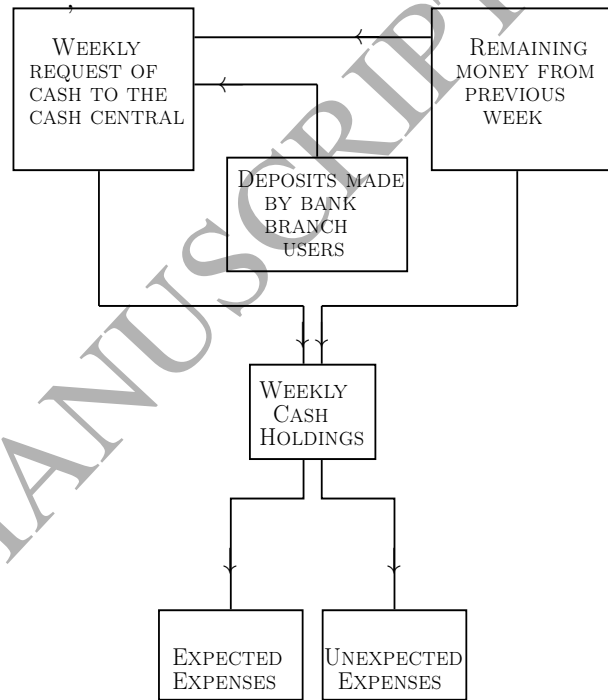 WEEKLY
REQUEST OF
CASH TO THE
CASH CENTRAL
REMAINING
MONEY FROM
PREVIOUS
WEEK
DEPOSITS MADE
BY BANK
BRANCH
USERS
WEEKLY
CASH
HOLDINGS
EXPECTED
EXPENSES
UNEXPECTED
EXPENSES
MANUSCRIPT